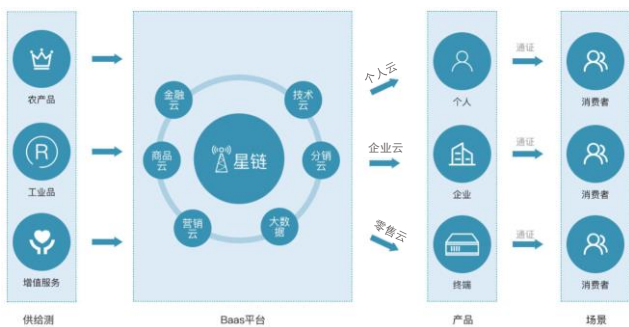 农产品
R
工业品
增值服务
供给测
金融
云
技术
云
商品
云
星链
分销
云
营销
云
大数
据
Baas平台
个人云
企业云
零售云
个人
企业
终端
产品
通证
通证
通证
消费者
消费者
消费者
场景